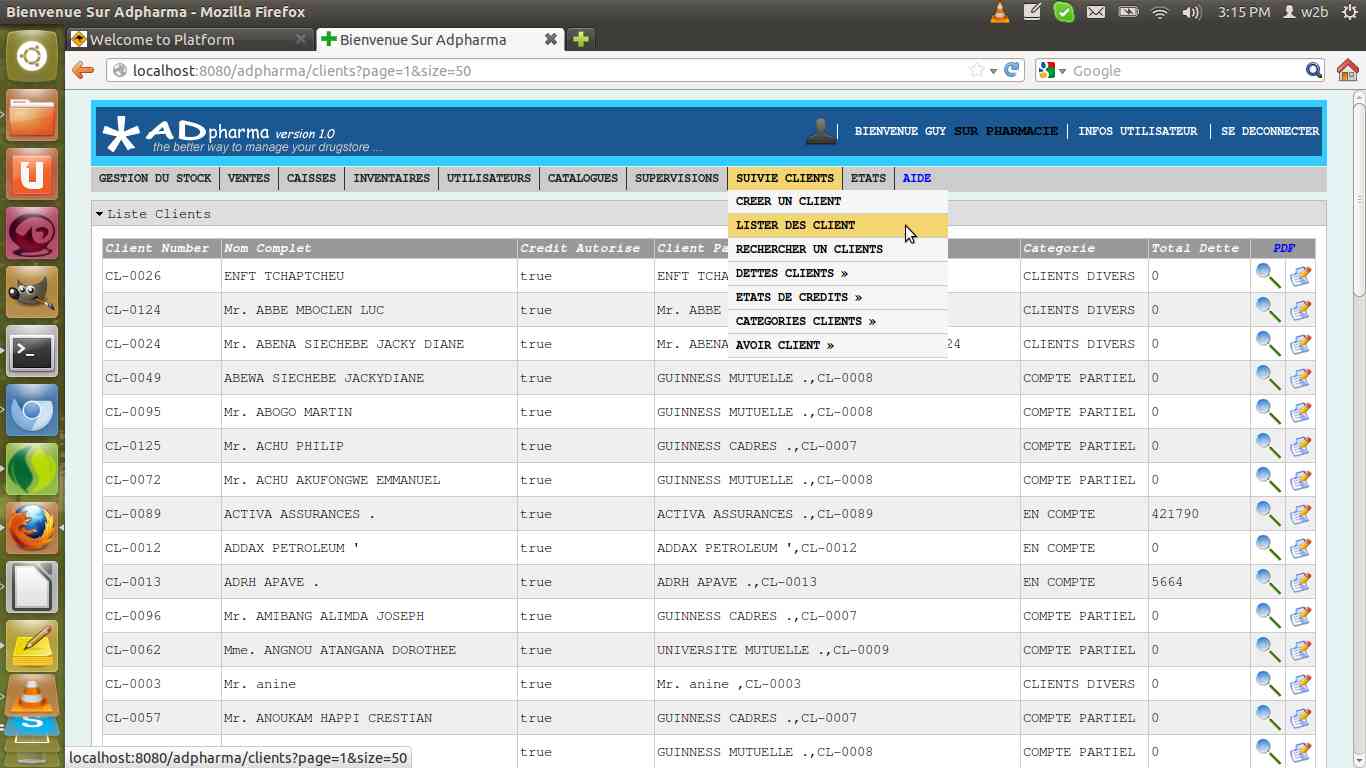 Bienvenue Sur Adpharma - Mozilla Firefox
3:15 PM w2b
Welcome to Platform
Bienvenue Sur Adpharma
localhost:8080/adpharma/clients?page=1&size=50
Google
ADpharma version 1.0
the better way to manage your drugstore ...
BIENVENUE GUY SUR PHARMACIE | INFOS UTILISATEUR | SE DECONNECTER
GESTION DU STOCK VENTES CAISSES INVENTAIRES UTILISATEURS CATALOGUES SUPERVISIONS SUIVIE CLIENTS ETATS AIDE
CREER UN CLIENT
LISTER DES CLIENT
RECHERCHER UN CLIENTS
DETTES CLIENTS »
ETATS DE CREDITS »
CATEGORIES CLIENTS »
AVOIR CLIENT »
Liste Clients
Client Number Nom Complet Credit Autorise Client Pa Categorie Total Dette PDF
CL-0026 ENFT TCHAPTCHEU true ENFT TCHA CLIENTS DIVERS 0
CL-0124 Mr. ABBE MBOCLEN LUC true Mr. ABBE CLIENTS DIVERS 0
CL-0024 Mr. ABENA SIECHEBE JACKY DIANE true Mr. ABENA 24 CLIENTS DIVERS 0
CL-0049 ABEWA SIECHEBE JACKYDIANE true GUINNESS MUTUELLE .,CL-0008 COMPTE PARTIEL 0
CL-0095 Mr. ABOGO MARTIN true GUINNESS MUTUELLE .,CL-0008 COMPTE PARTIEL 0
CL-0125 Mr. ACHU PHILIP true GUINNESS CADRES .,CL-0007 COMPTE PARTIEL 0
CL-0072 Mr. ACHU AKUFONGWE EMMANUEL true GUINNESS MUTUELLE .,CL-0008 COMPTE PARTIEL 0
CL-0089 ACTIVA ASSURANCES . true ACTIVA ASSURANCES .,CL-0089 EN COMPTE 421790
CL-0012 ADDAX PETROLEUM ' true ADDAX PETROLEUM ',CL-0012 EN COMPTE 0
CL-0013 ADRH APAVE . true ADRH APAVE .,CL-0013 EN COMPTE 5664
CL-0096 Mr. AMIBANG ALIMDA JOSEPH true GUINNESS CADRES .,CL-0007 COMPTE PARTIEL 0
CL-0062 Mme. ANGNOU ATANGANA DOROTHEE true UNIVERSITE MUTUELLE .,CL-0009 COMPTE PARTIEL 0
CL-0003 Mr. anine true Mr. anine ,CL-0003 CLIENTS DIVERS 0
CL-0057 Mr. ANOUKAM HAPPI CRESTIAN true GUINNESS CADRES .,CL-0007 COMPTE PARTIEL 0
true GUINNESS MUTUELLE .,CL-0008 COMPTE PARTIEL 0
localhost:8080/adpharma/clients?page=1&size=50